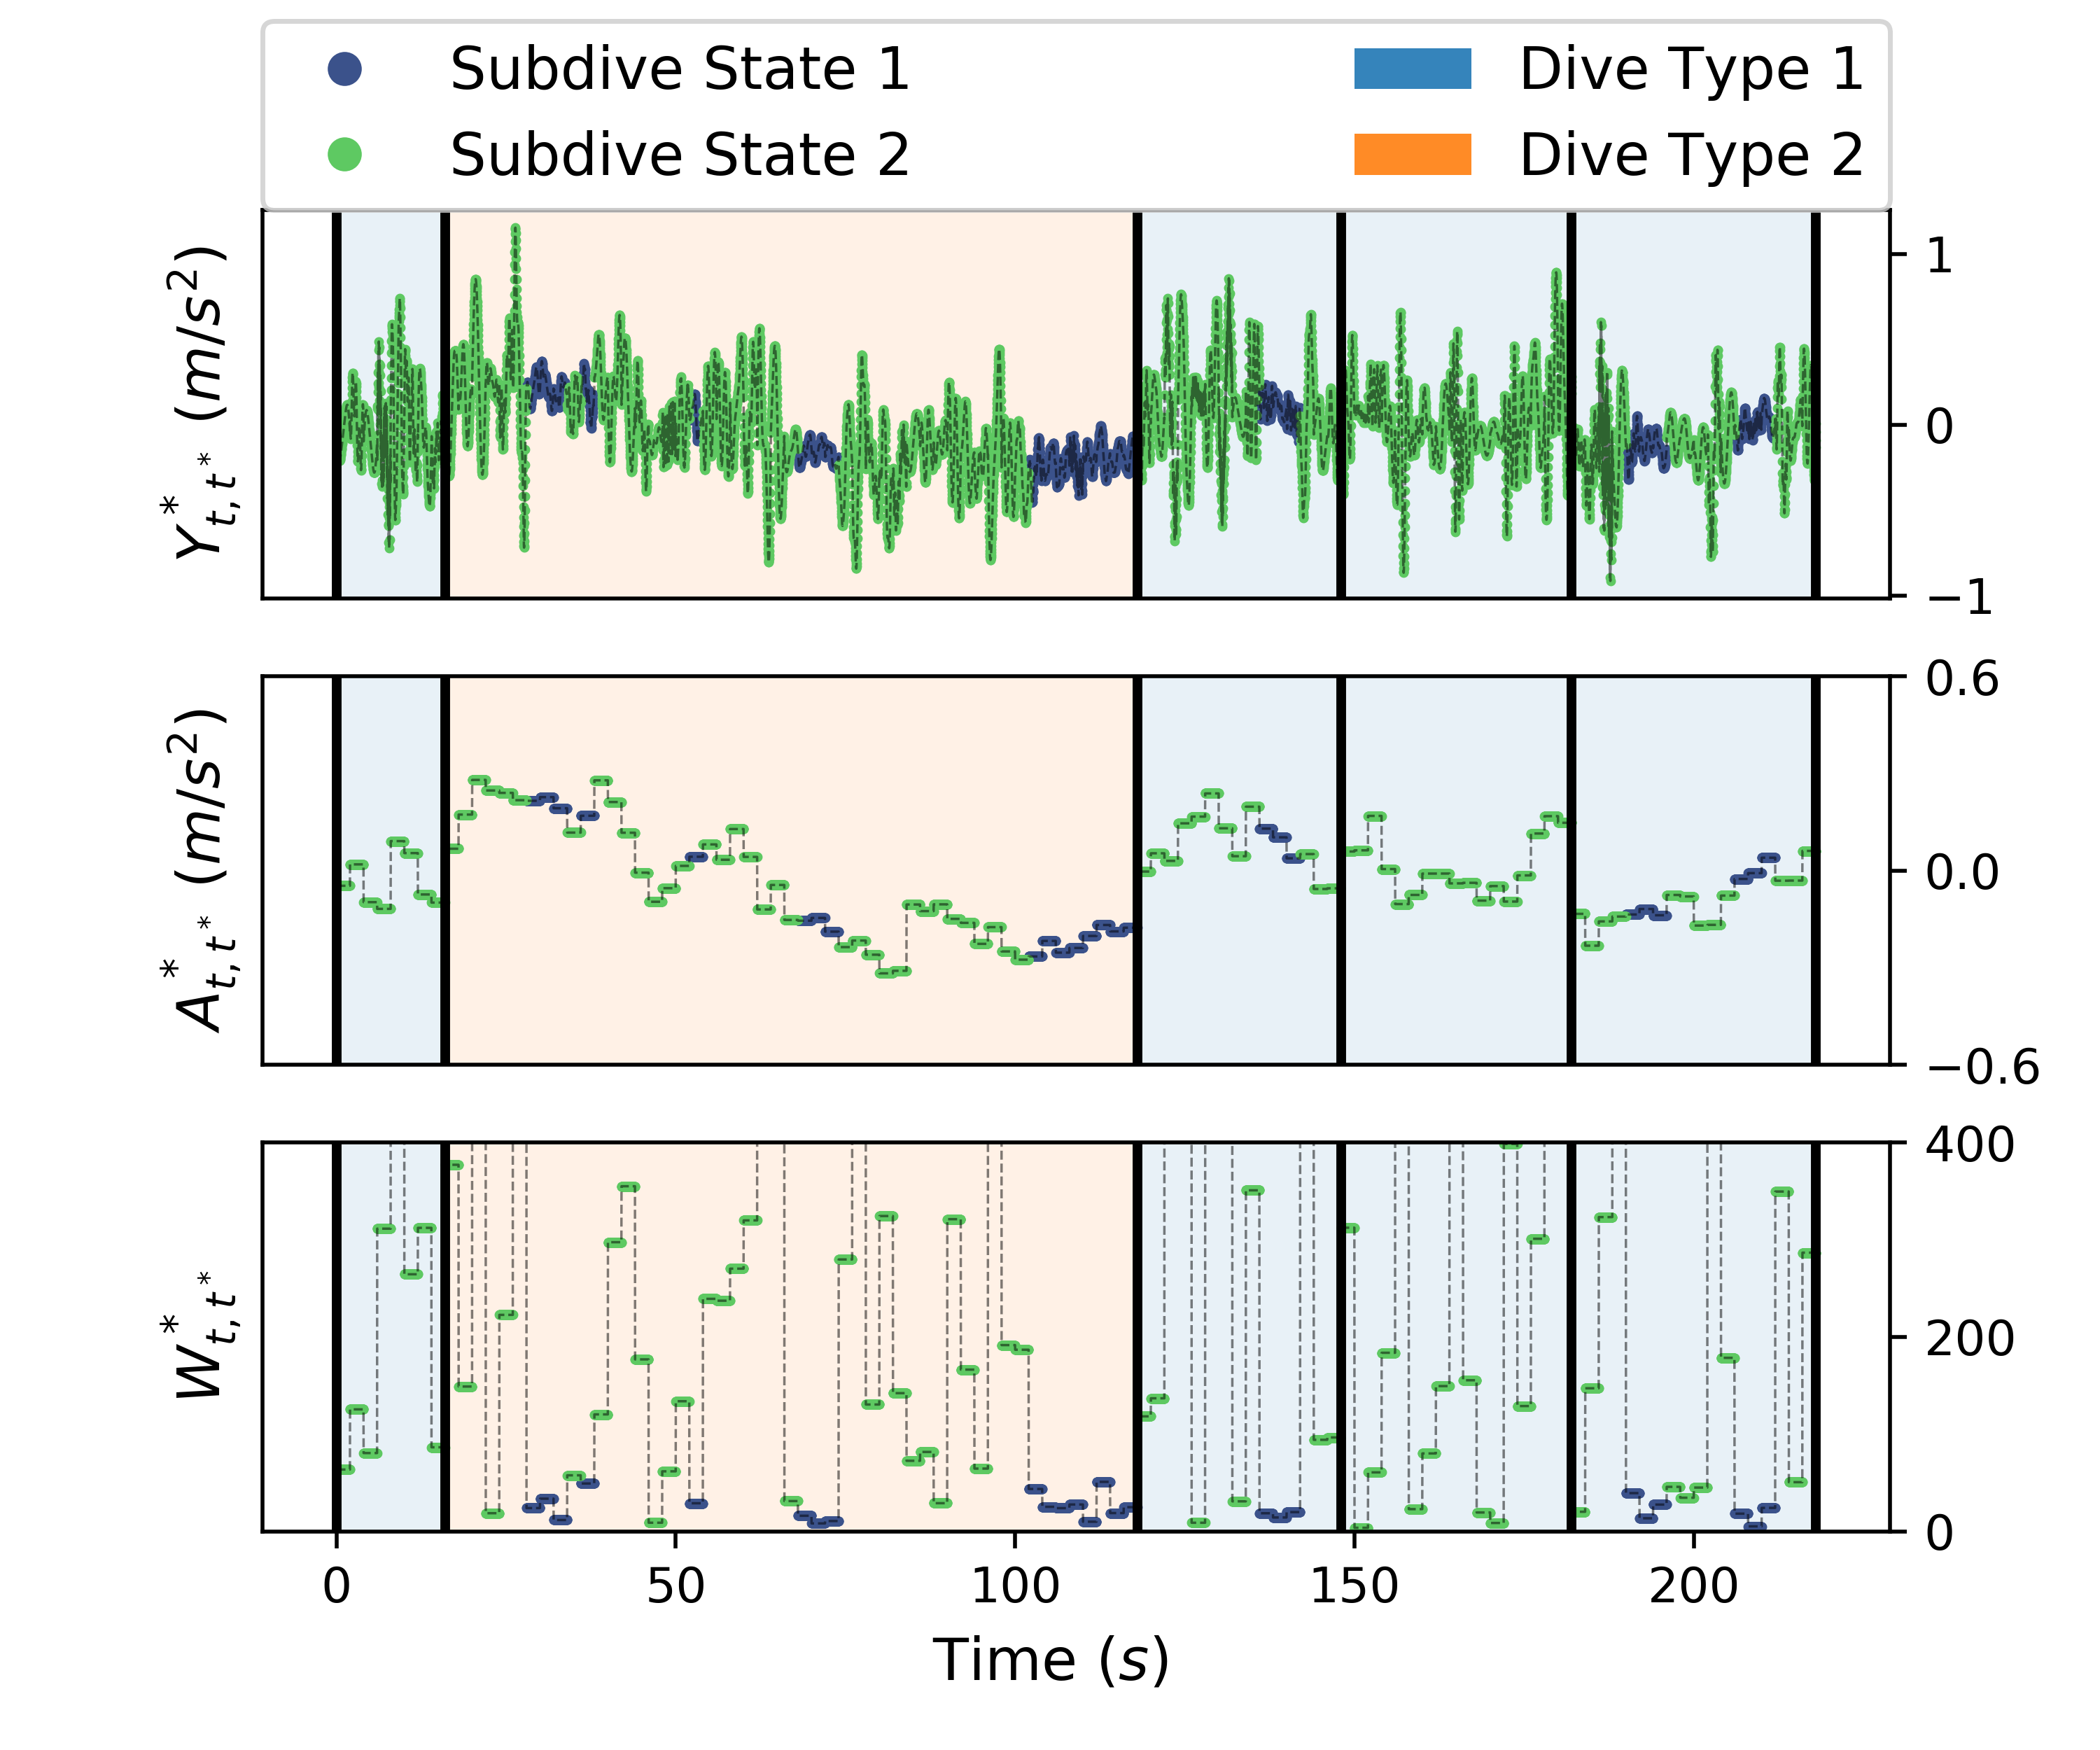 Subdive State 1
Subdive State 2
Dive Type 1
Dive Type 2
Y*t,t* (m/s²)
1
0
−1
A*t,t* (m/s²)
0.6
0.0
−0.6
W*t,t*
400
200
0
0 50 100 150 200
Time (s)